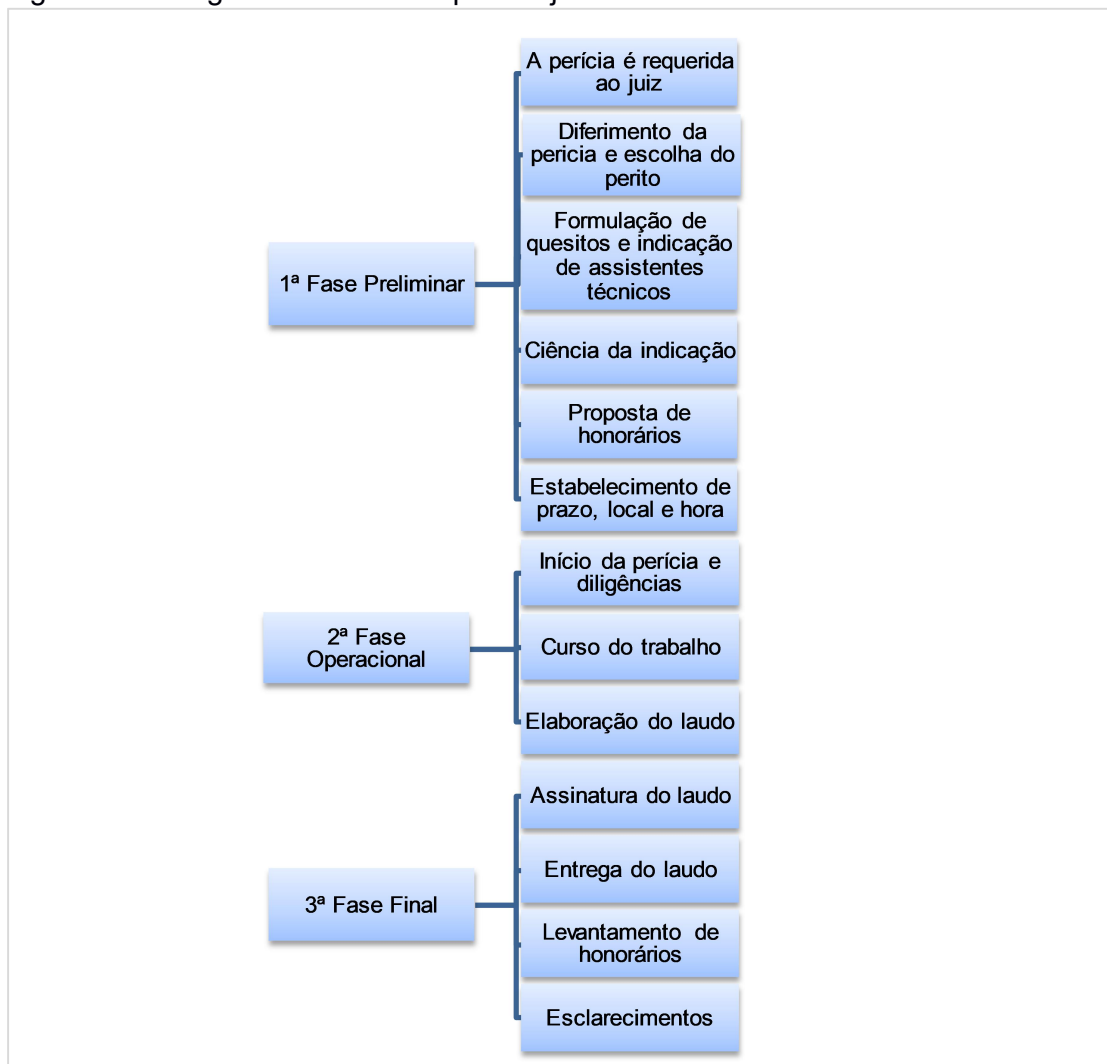 A perícia é requerida
ao juiz
Diferimento da
pericia e escolha do
perito
Formulação de
quesitos e indicação
de assistentes
técnicos
1ª Fase Preliminar
Ciência da indicação
Proposta de
honorários
Estabelecimento de
prazo, local e hora
Início da perícia e
diligências
2ª Fase
Operacional
Curso do trabalho
Elaboração do laudo
Assinatura do laudo
Entrega do laudo
3ª Fase Final
Levantamento de
honorários
Esclarecimentos